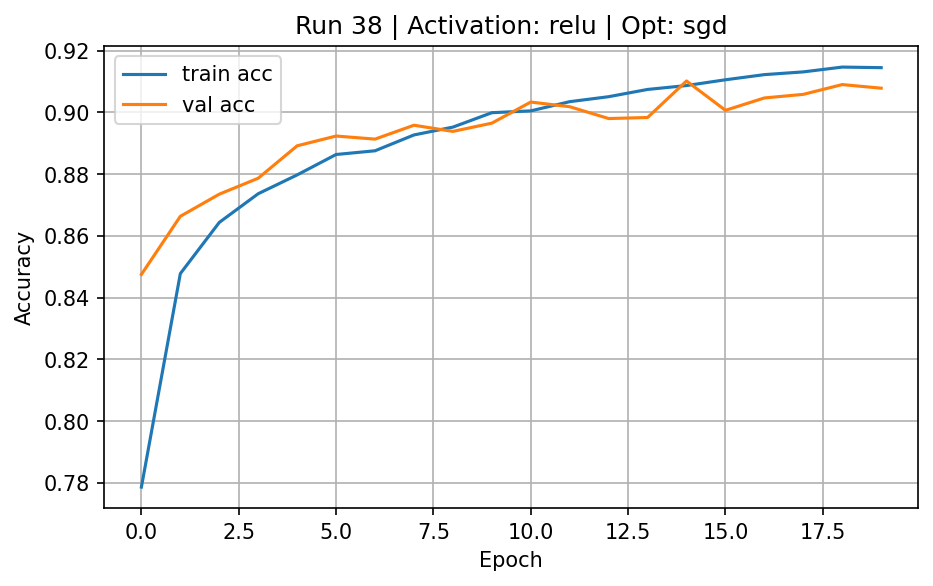 Run 38 | Activation: relu | Opt: sgd
train acc
val acc
0.92
0.90
0.88
0.86
0.84
0.82
0.80
0.78
Accuracy
0.0 2.5 5.0 7.5 10.0 12.5 15.0 17.5
Epoch